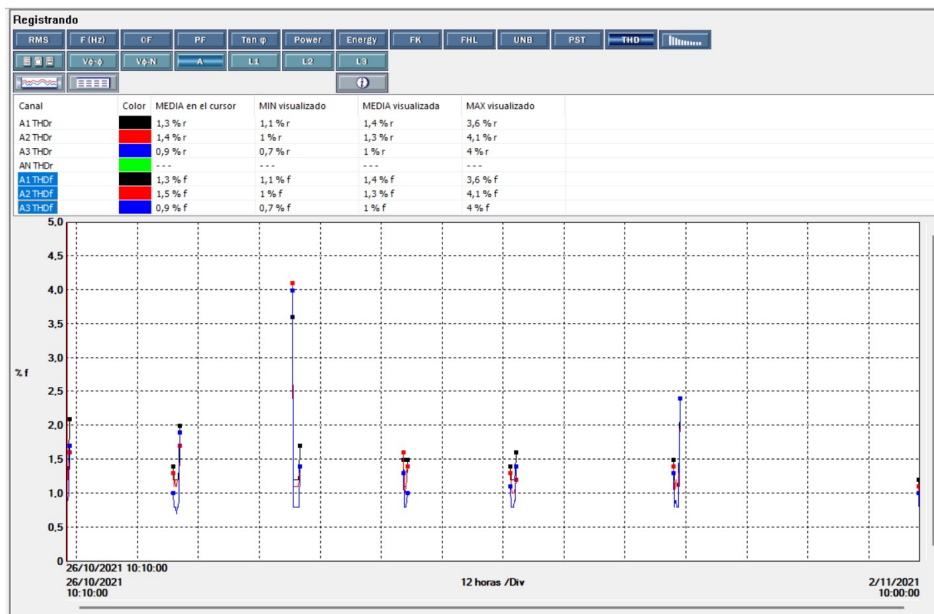 Registrando
RMS F (Hz) CF PF Tan φ Power Energy FK FHL UNB PST THD
Vϕ-ϕ Vϕ-N A L1 L2 L3
Canal Color MEDIA en el cursor MIN visualizado MEDIA visualizada MAX visualizado
A1 THDr 1,3 % r 1,1 % r 1,4 % r 3,6 % r
A2 THDr 1,4 % r 1 % r 1,3 % r 4,1 % r
A3 THDr 0,9 % r 0,7 % r 1 % r 4 % r
AN THDr - - - - - - - - - - - -
A1 THDf 1,3 % f 1,1 % f 1,4 % f 3,6 % f
A2 THDf 1,5 % f 1 % f 1,3 % f 4,1 % f
A3 THDf 0,9 % f 0,7 % f 1 % f 4 % f
5,0
4,5
4,0
3,5
3,0
% f
2,5
2,0
1,5
1,0
0,5
0
26/10/2021 10:10:00
26/10/2021 12 horas /Div 2/11/2021
10:10:00 10:00:00